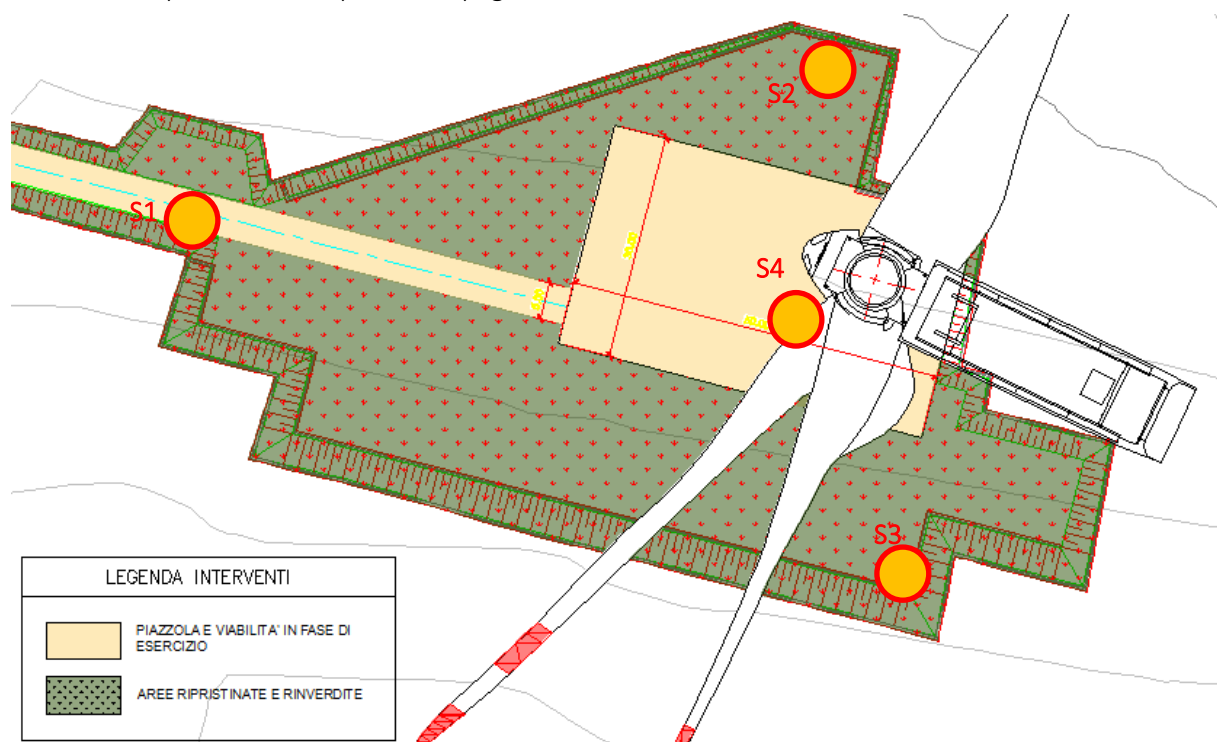 S2
S1
S4
S3
LEGENDA INTERVENTI
PIAZZOLA E VIABILITA' IN FASE DI
ESERCIZIO
AREE RIPRISTINATE E RINVERDITE